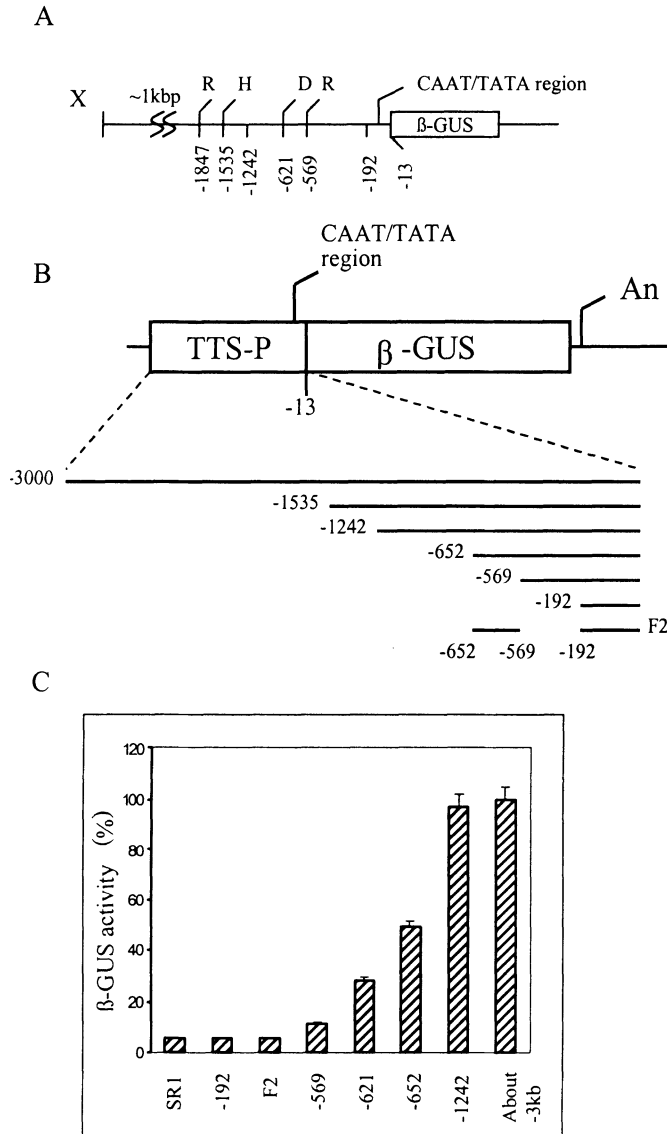 A
X
~1kbp
R
H
D
R
CAAT/TATA region
ß-GUS
-1847
-1535
-1242
-621
-569
-192
-13
B
CAAT/TATA
region
An
TTS-P
β -GUS
-13
-3000
-1535
-1242
-652
-569
-192
F2
-652
-569
-192
C
120
100
80
60
40
20
0
ß-GUS activity (%)
SR1
-192
F2
-569
-621
-652
-1242
About
-3kb